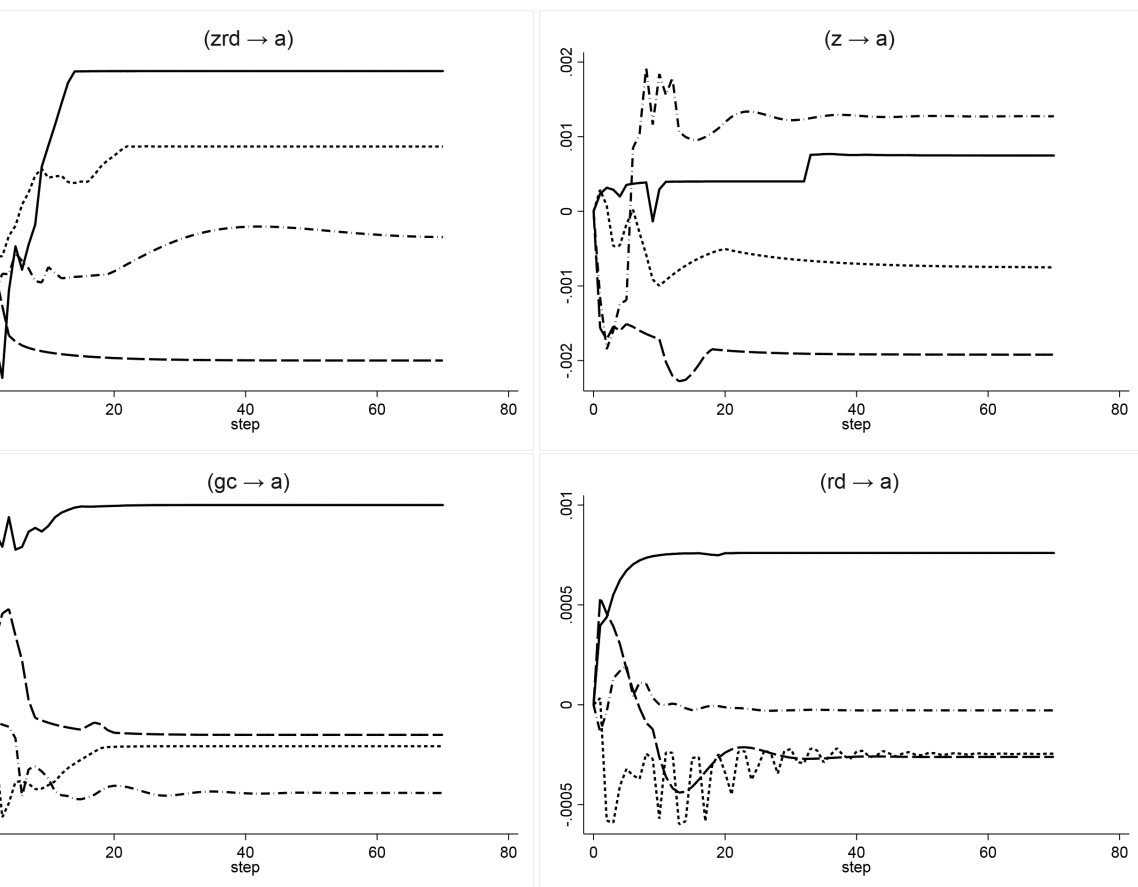 (zrd → a)
20 40 60 80
step
(z → a)
.002
.001
0
-.001
-.002
0 20 40 60 80
step
(gc → a)
20 40 60 80
step
(rd → a)
.001
.0005
0
-.0005
0 20 40 60 80
step